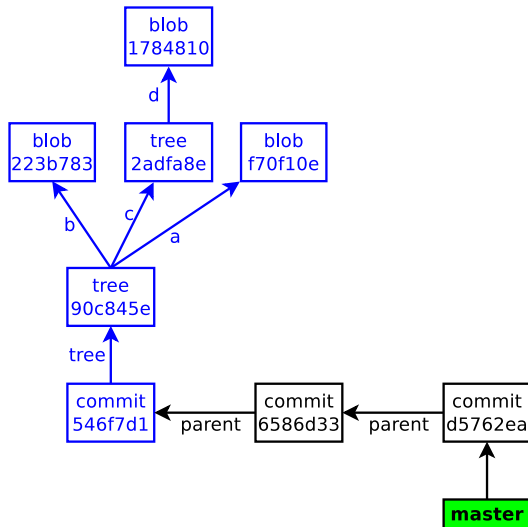 blob
1784810
d
blob
223b783
tree
2adfa8e
blob
f70f10e
b
c
a
tree
90c845e
tree
commit
546f7d1
parent
commit
6586d33
parent
commit
d5762ea
master